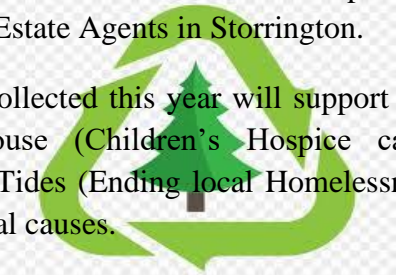 Estate Agents in Storrington.
ollected this year will support
ouse (Children's Hospice ca
Tides (Ending local Homelessn
al causes.